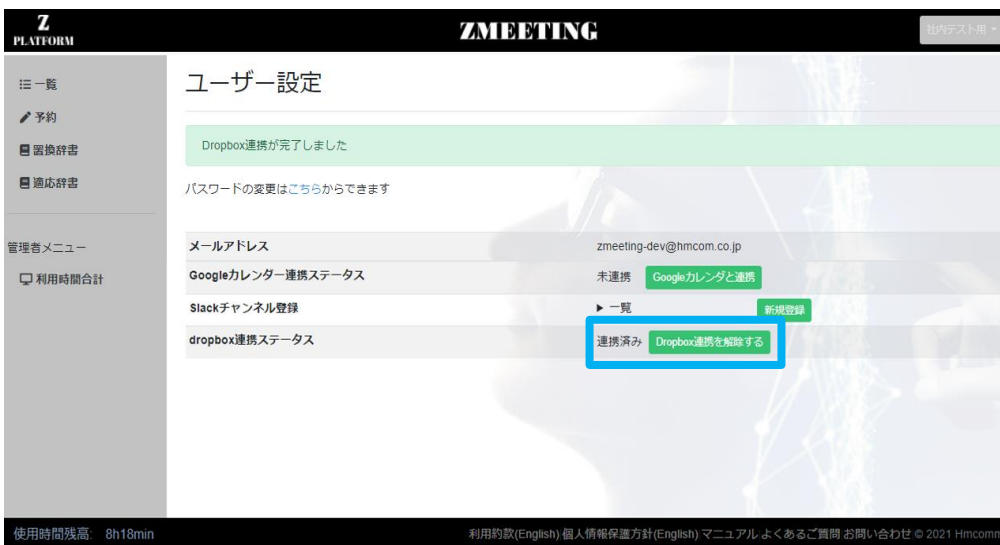 Z
PLATFORM
ZMEETING
社内テスト用
一覧
予約
置換辞書
適応辞書
管理者メニュー
利用時間合計
ユーザー設定
Dropbox連携が完了しました
パスワードの変更はこちらからできます
メールアドレス zmeeting-dev@hmcom.co.jp
Googleカレンダー連携ステータス 未連携 Googleカレンダと連携
Slackチャンネル登録 ▶ 一覧 新規登録
dropbox連携ステータス 連携済み Dropbox連携を解除する
使用時間残高: 8h18min
利用約款(English) 個人情報保護方針(English) マニュアル よくあるご質問 お問い合わせ © 2021 Hmcomm